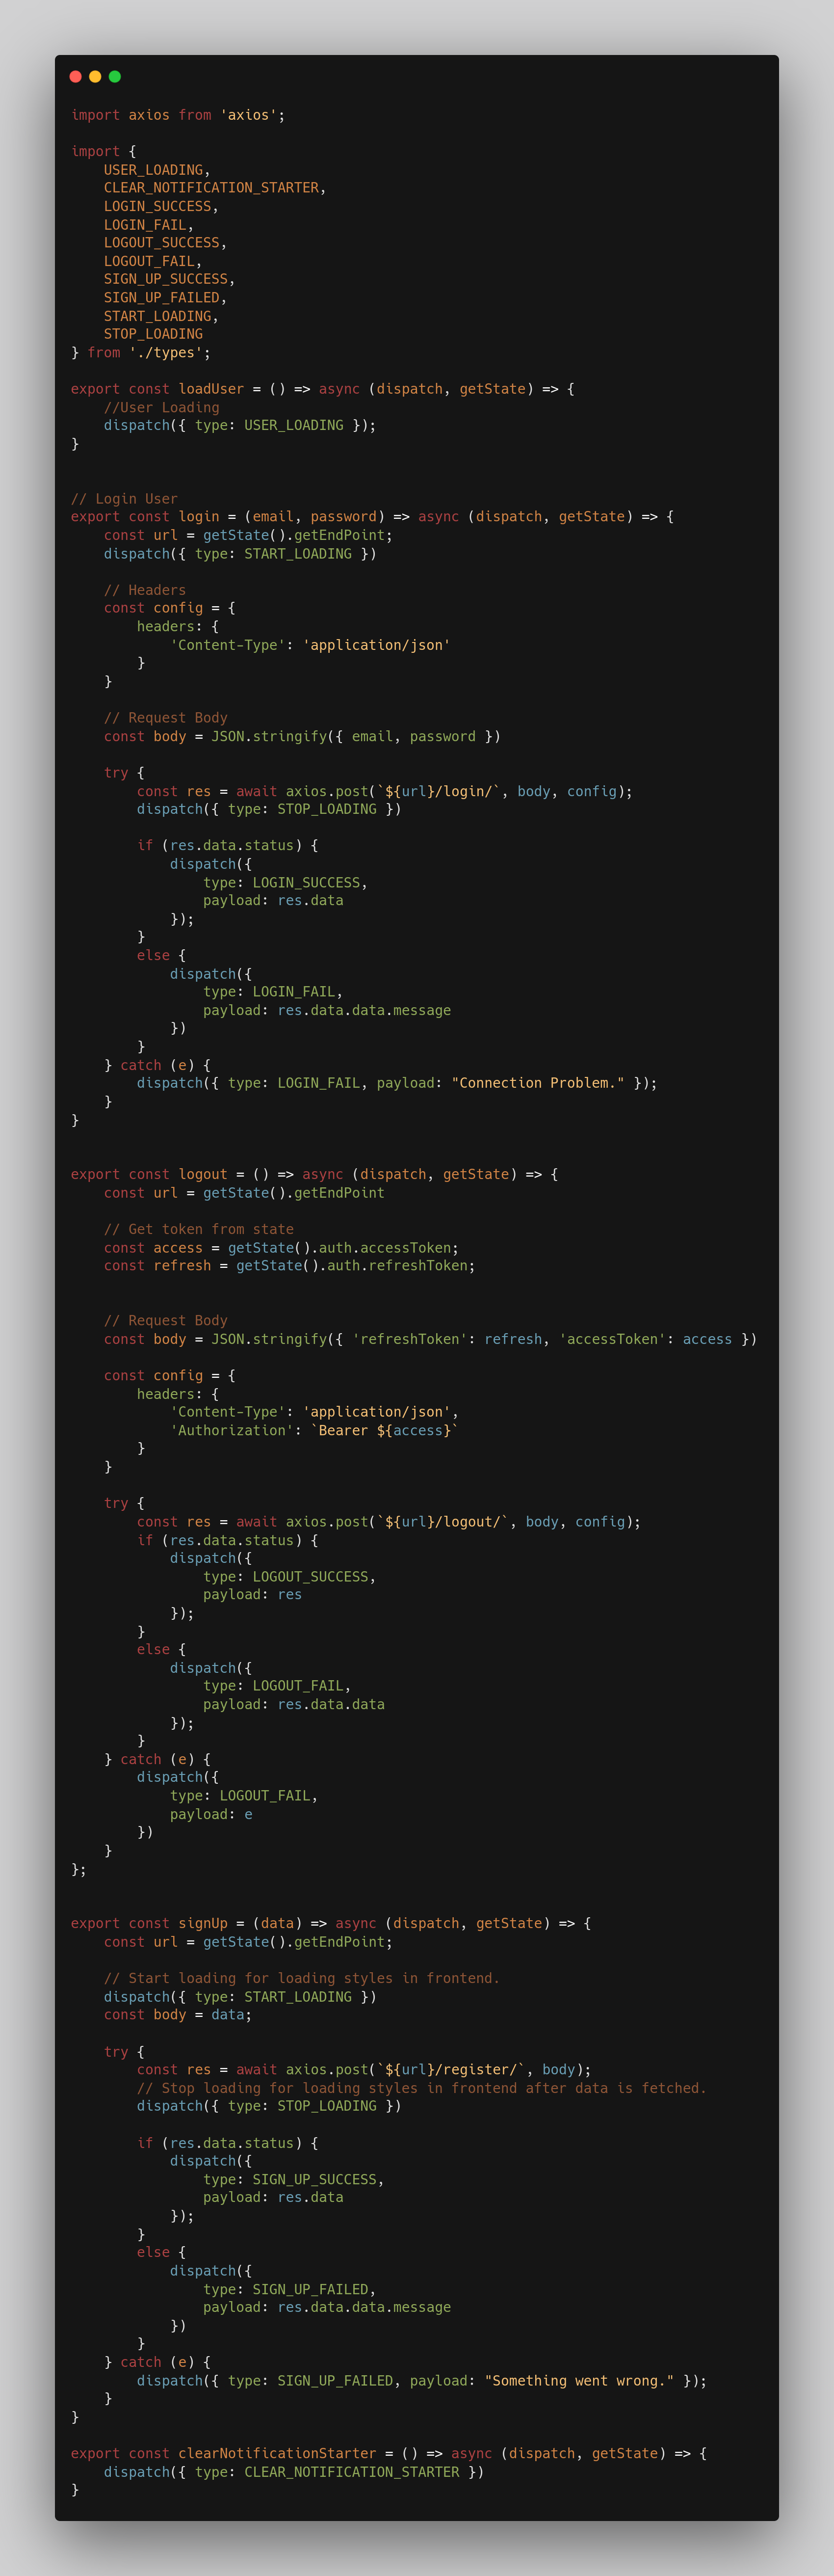 import axios from 'axios';
import {
    USER_LOADING,
    CLEAR_NOTIFICATION_STARTER,
    LOGIN_SUCCESS,
    LOGIN_FAIL,
    LOGOUT_SUCCESS,
    LOGOUT_FAIL,
    SIGN_UP_SUCCESS,
    SIGN_UP_FAILED,
    START_LOADING,
    STOP_LOADING
} from './types';
export const loadUser = () => async (dispatch, getState) => {
    //User Loading
    dispatch({ type: USER_LOADING });
}
// Login User
export const login = (email, password) => async (dispatch, getState) => {
    const url = getState().getEndPoint;
    dispatch({ type: START_LOADING })
    // Headers
    const config = {
        headers: {
            'Content-Type': 'application/json'
        }
    }
    // Request Body
    const body = JSON.stringify({ email, password })
    try {
        const res = await axios.post(`${url}/login/`, body, config);
        dispatch({ type: STOP_LOADING })
        if (res.data.status) {
            dispatch({
                type: LOGIN_SUCCESS,
                payload: res.data
            });
        }
        else {
            dispatch({
                type: LOGIN_FAIL,
                payload: res.data.data.message
            })
        }
    } catch (e) {
        dispatch({ type: LOGIN_FAIL, payload: "Connection Problem." });
    }
}
export const logout = () => async (dispatch, getState) => {
    const url = getState().getEndPoint
    // Get token from state
    const access = getState().auth.accessToken;
    const refresh = getState().auth.refreshToken;
    // Request Body
    const body = JSON.stringify({ 'refreshToken': refresh, 'accessToken': access })
    const config = {
        headers: {
            'Content-Type': 'application/json',
            'Authorization': `Bearer ${access}`
        }
    }
    try {
        const res = await axios.post(`${url}/logout/`, body, config);
        if (res.data.status) {
            dispatch({
                type: LOGOUT_SUCCESS,
                payload: res
            });
        }
        else {
            dispatch({
                type: LOGOUT_FAIL,
                payload: res.data.data
            });
        }
    } catch (e) {
        dispatch({
            type: LOGOUT_FAIL,
            payload: e
        })
    }
};
export const signUp = (data) => async (dispatch, getState) => {
    const url = getState().getEndPoint;
    // Start loading for loading styles in frontend.
    dispatch({ type: START_LOADING })
    const body = data;
    try {
        const res = await axios.post(`${url}/register/`, body);
        // Stop loading for loading styles in frontend after data is fetched.
        dispatch({ type: STOP_LOADING })
        if (res.data.status) {
            dispatch({
                type: SIGN_UP_SUCCESS,
                payload: res.data
            });
        }
        else {
            dispatch({
                type: SIGN_UP_FAILED,
                payload: res.data.data.message
            })
        }
    } catch (e) {
        dispatch({ type: SIGN_UP_FAILED, payload: "Something went wrong." });
    }
}
export const clearNotificationStarter = () => async (dispatch, getState) => {
    dispatch({ type: CLEAR_NOTIFICATION_STARTER })
}